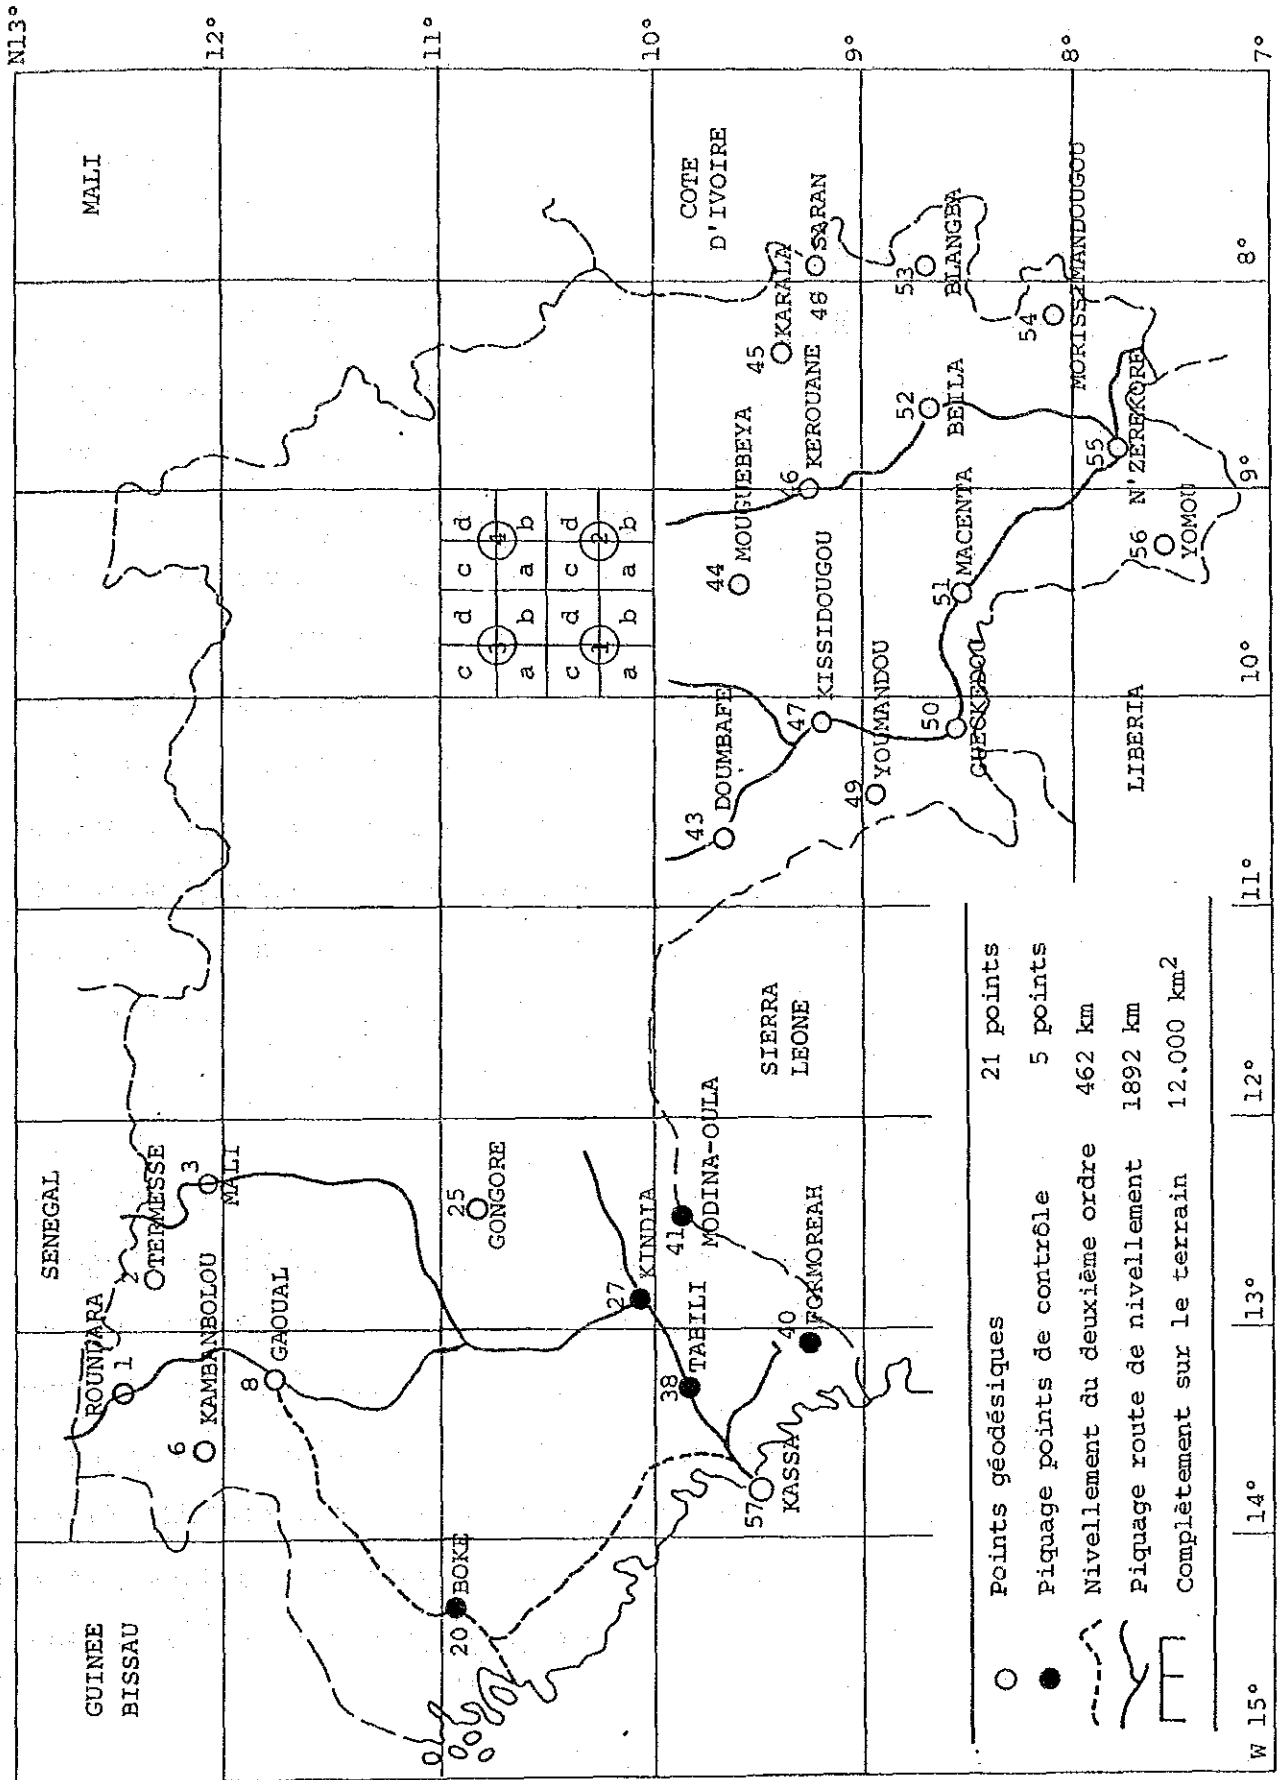 N13°
12°
11°
10°
9°
8°
7°
W 15°
14°
13°
12°
11°
10°
9°
8°
GUINEE
BISSAU
SENEGAL
MALI
COTE
D'IVOIRE
SIERRA
LEONE
LIBERIA
ROUNDARA
1
2 TERMESSE
3
MALI
6 KAMBANBOLOU
8
GAOUAL
20 BOKE
25
GONGORE
27
KINDIA
38 TABILI
40
FORMOREAH
41
MODINA-OULA
57
KASSA
43
DOUMBAFE
44
MOUGUEBEYA
45
KARALA
6 KEROUANE
47
KISSIDOUGOU
48 SARAN
49 YOUMANDOU
50
GUESKEDOU
51
MACENTA
52
BEILA
53
BLANGBA
54
MORISSIMANDOUGOU
55
N'ZEREKORE
56
YOMOU
c d c d
3 4
a b a b
c d c d
1 2
a b a b
Points géodésiques 21 points
Piquage points de contrôle 5 points
Nivellement du deuxième ordre 462 km
Piquage route de nivellement 1892 km
Complètement sur le terrain 12.000 km²